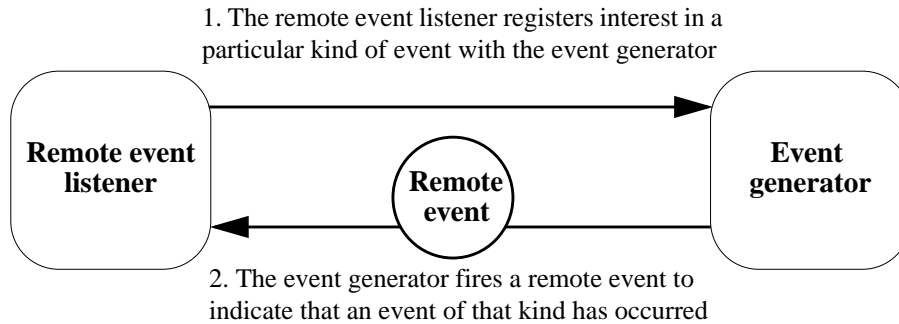 1. The remote event listener registers interest in a
particular kind of event with the event generator
Remote event
listener
Remote
event
Event
generator
2. The event generator fires a remote event to
indicate that an event of that kind has occurred